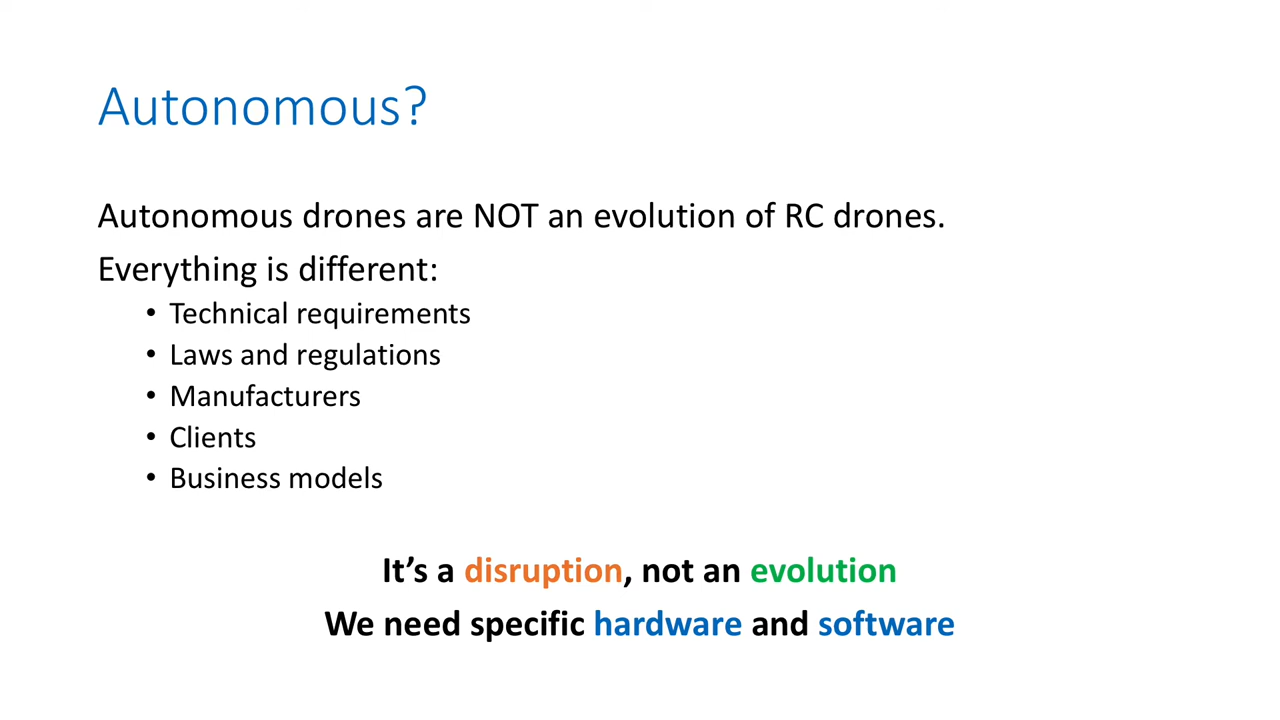 Autonomous?
Autonomous drones are NOT an evolution of RC drones.
Everything is different:
• Technical requirements
• Laws and regulations
• Manufacturers
• Clients
• Business models
It’s a disruption, not an evolution
We need specific hardware and software